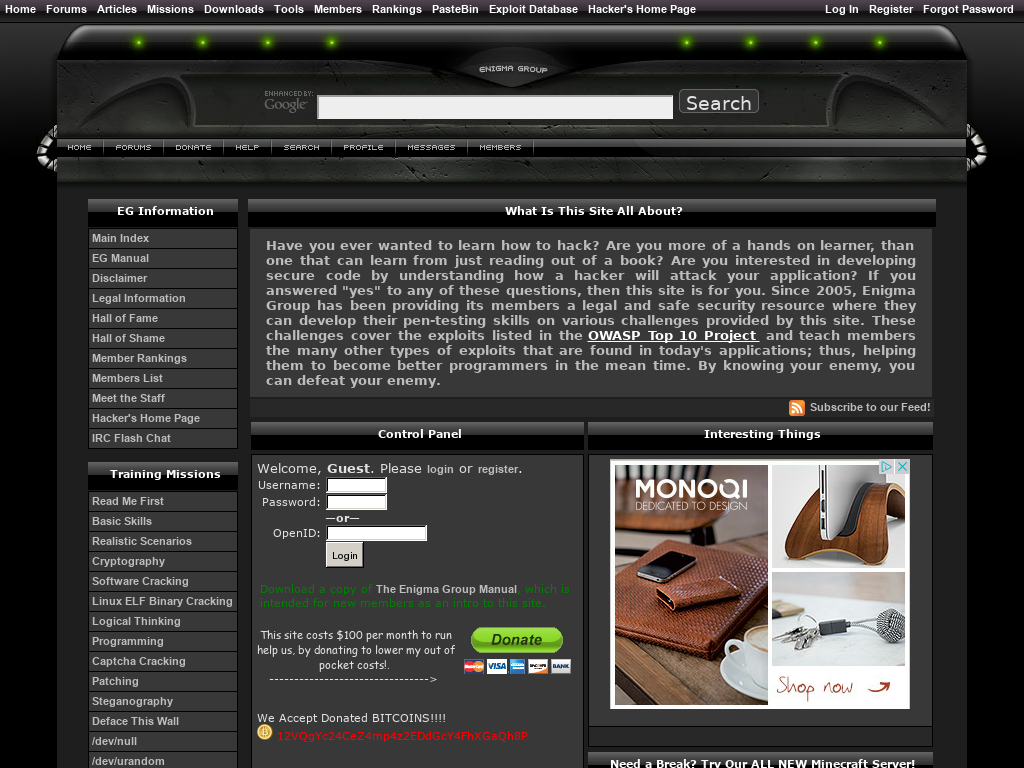 Home Forums Articles Missions Downloads Tools Members Rankings PasteBin Exploit Database Hacker's Home Page Log In Register Forgot Password
ENIGMA GROUP
ENHANCED BY:
Google
Search
HOME FORUMS DONATE HELP SEARCH PROFILE MESSAGES MEMBERS
EG Information
Main Index
EG Manual
Disclaimer
Legal Information
Hall of Fame
Hall of Shame
Member Rankings
Members List
Meet the Staff
Hacker's Home Page
IRC Flash Chat
Training Missions
Read Me First
Basic Skills
Realistic Scenarios
Cryptography
Software Cracking
Linux ELF Binary Cracking
Logical Thinking
Programming
Captcha Cracking
Patching
Steganography
Deface This Wall
/dev/null
/dev/urandom
What Is This Site All About?
Have you ever wanted to learn how to hack? Are you more of a hands on learner, than
one that can learn from just reading out of a book? Are you interested in developing
secure code by understanding how a hacker will attack your application? If you
answered "yes" to any of these questions, then this site is for you. Since 2005, Enigma
Group has been providing its members a legal and safe security resource where they
can develop their pen-testing skills on various challenges provided by this site. These
challenges cover the exploits listed in the OWASP Top 10 Project and teach members
the many other types of exploits that are found in today's applications; thus, helping
them to become better programmers in the mean time. By knowing your enemy, you
can defeat your enemy.
Subscribe to our Feed!
Control Panel
Welcome, Guest. Please login or register.
Username:
Password:
—or—
OpenID:
Login
Download a copy of The Enigma Group Manual, which is
intended for new members as an intro to this site.
This site costs $100 per month to run
help us, by donating to lower my out of
pocket costs!.
-------------------------------->
Donate
VISA
BANK
We Accept Donated BITCOINS!!!!
12VQgYc24CeZ4mp4z2EDdGcY4FhXGaQh8P
Interesting Things
MONOQI
DEDICATED TO DESIGN
Shop now
Need a Break? Try Our ALL NEW Minecraft Server!